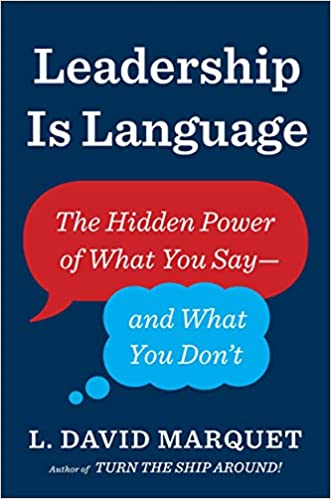 Leadership
Is Language
The Hidden Power
of What You Say—
and What
You Don't
L. DAVID MARQUET
Author of TURN THE SHIP AROUND!